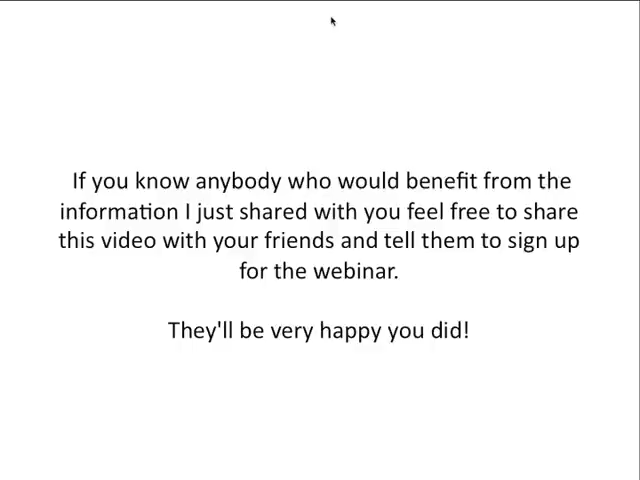 If you know anybody who would benefit from the
information I just shared with you feel free to share
this video with your friends and tell them to sign up
for the webinar.
They'll be very happy you did!